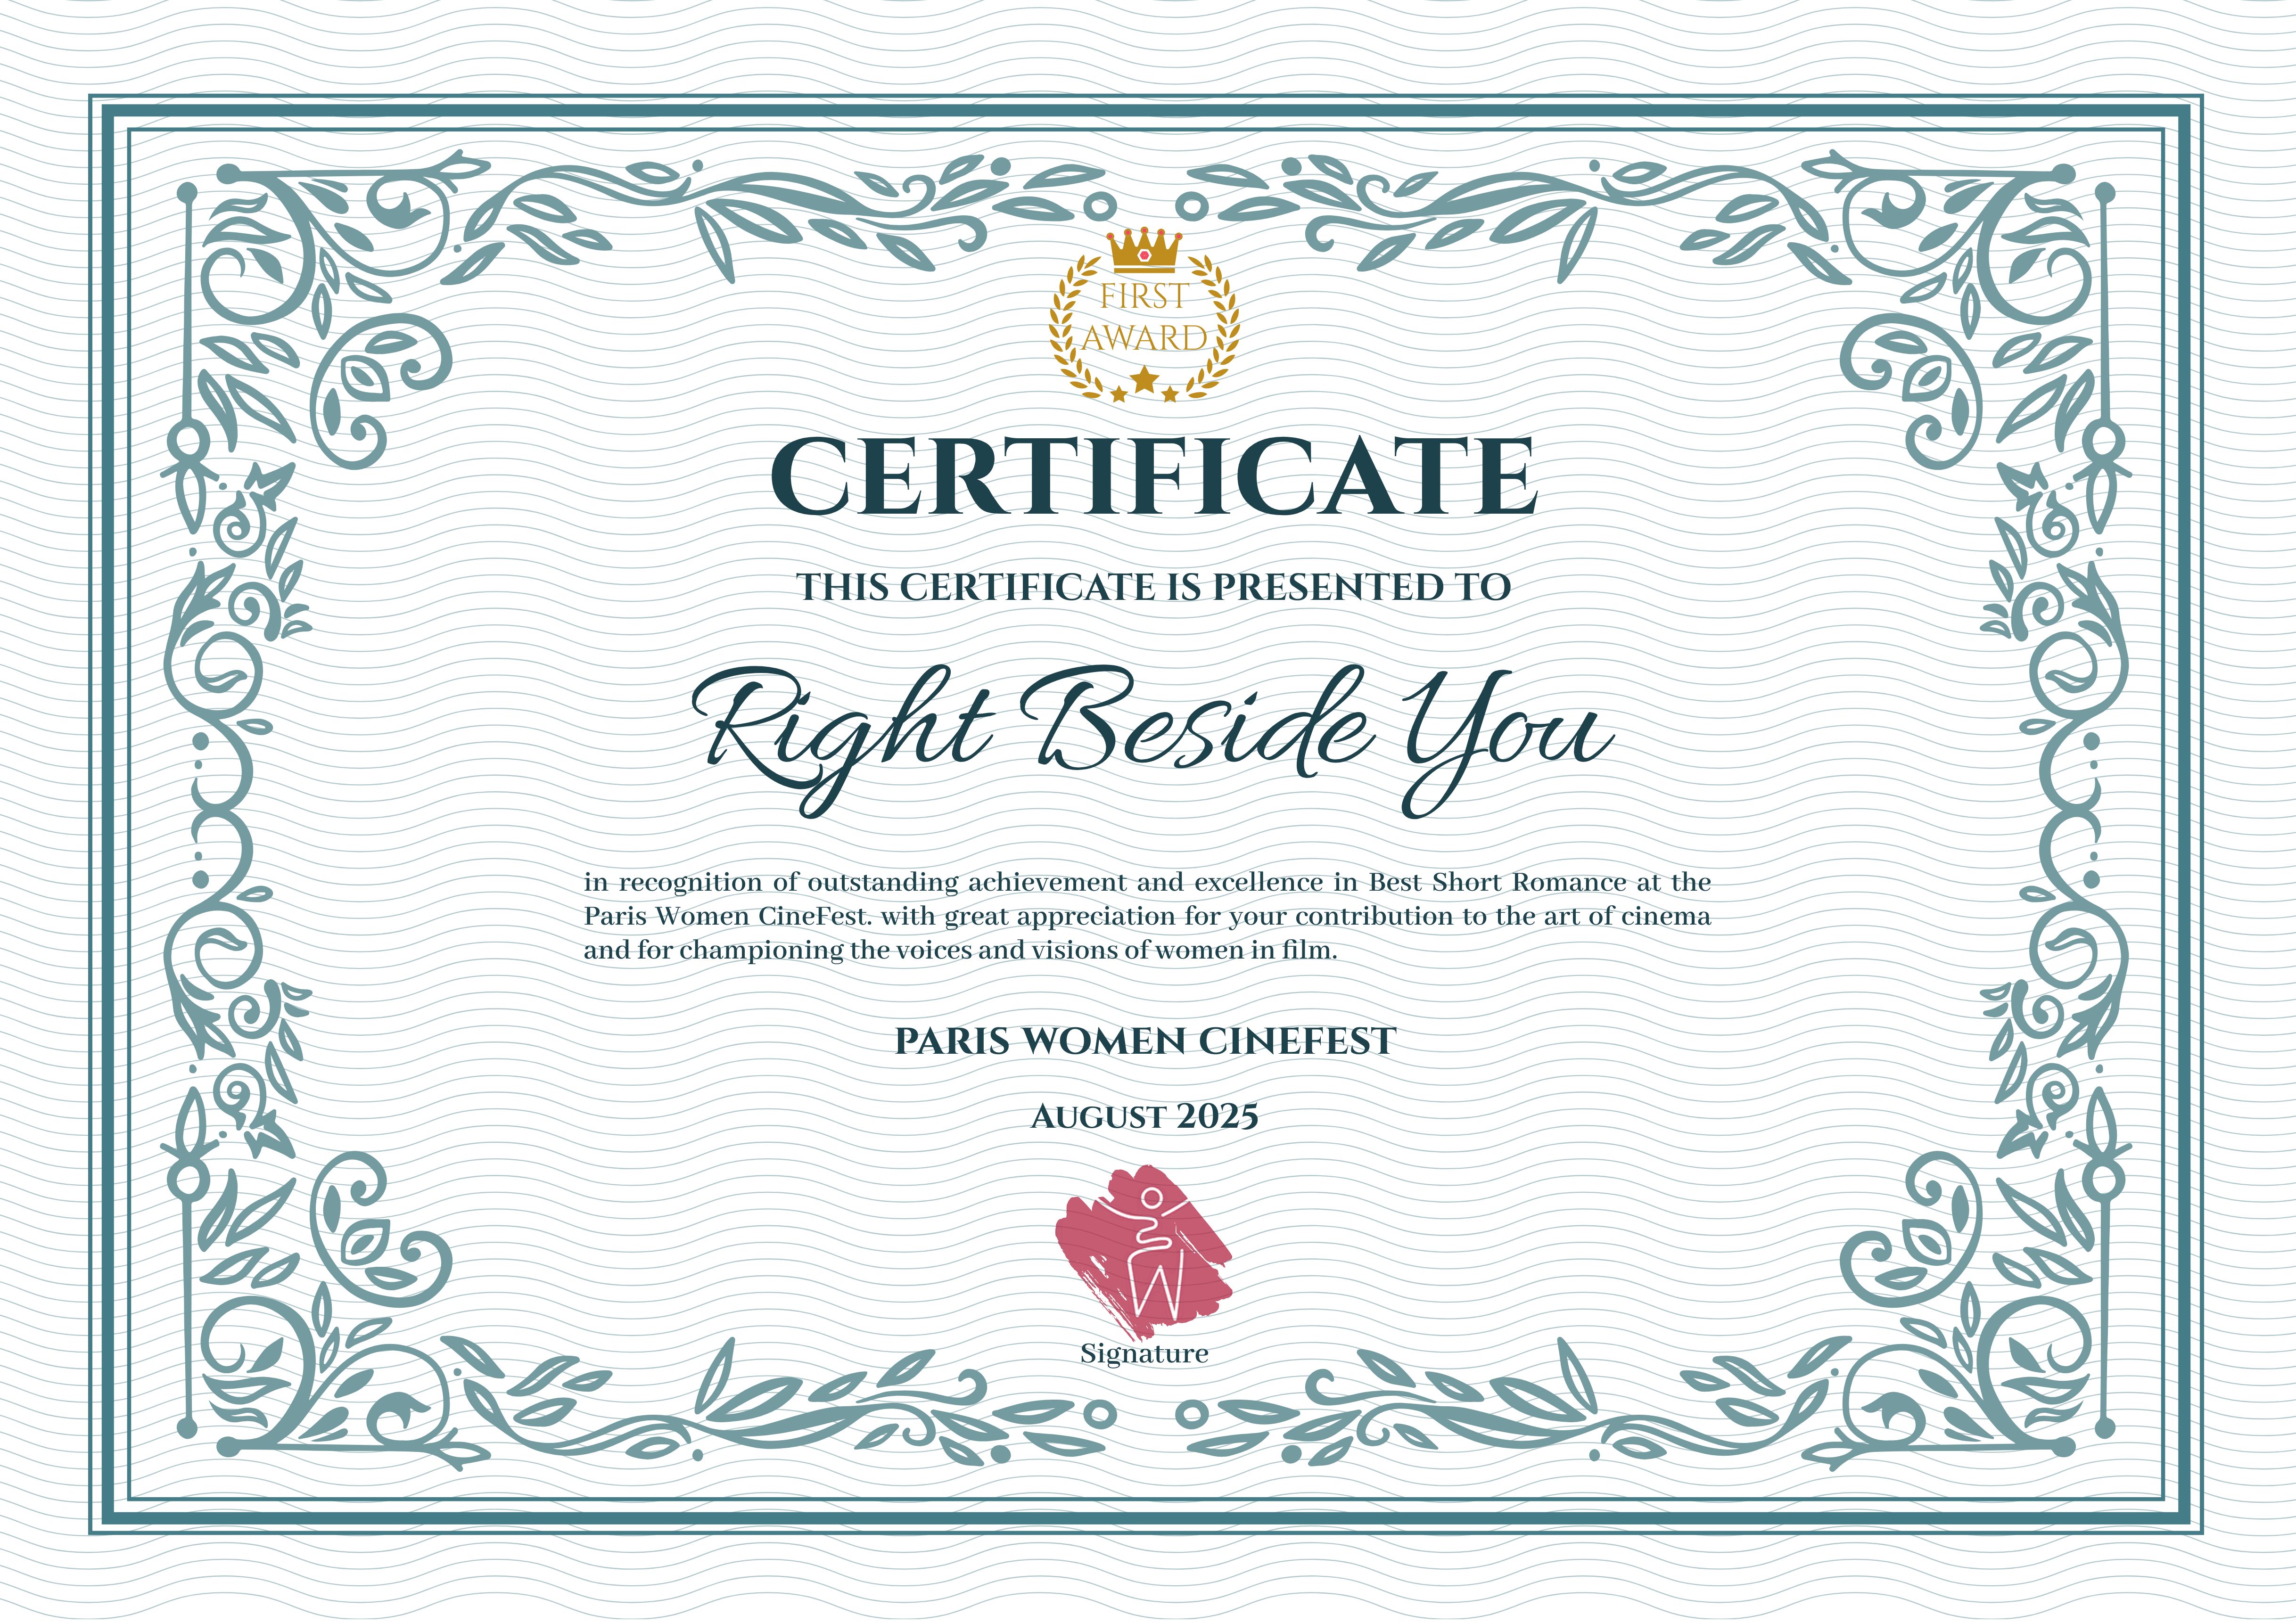 FIRST
AWARD
CERTIFICATE
THIS CERTIFICATE IS PRESENTED TO
Right Beside You
in recognition of outstanding achievement and excellence in Best Short Romance at the
Paris Women CineFest. with great appreciation for your contribution to the art of cinema
and for championing the voices and visions of women in film.
PARIS WOMEN CINEFEST
AUGUST 2025
Signature